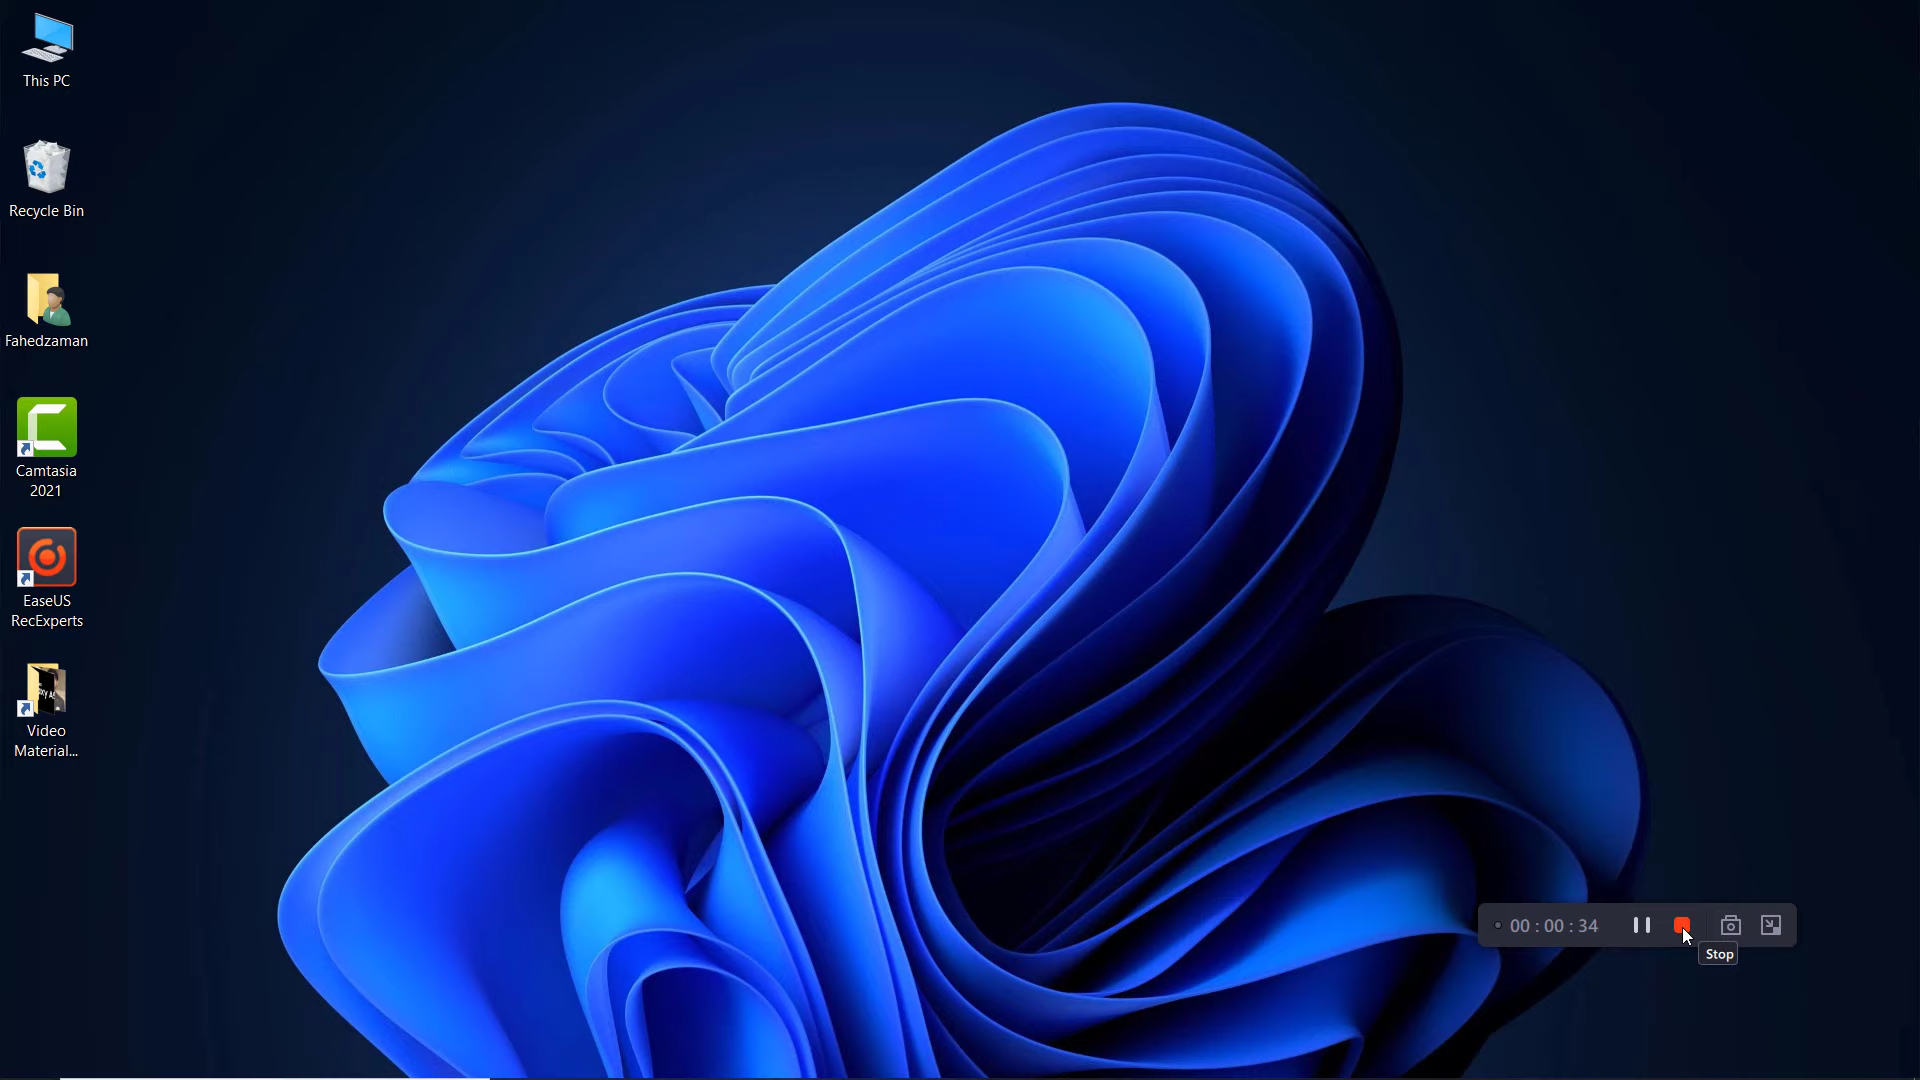 This PC
Recycle Bin
Fahedzaman
Camtasia
2021
EaseUS
RecExperts
Video
Material...
00 : 00 : 34
Stop